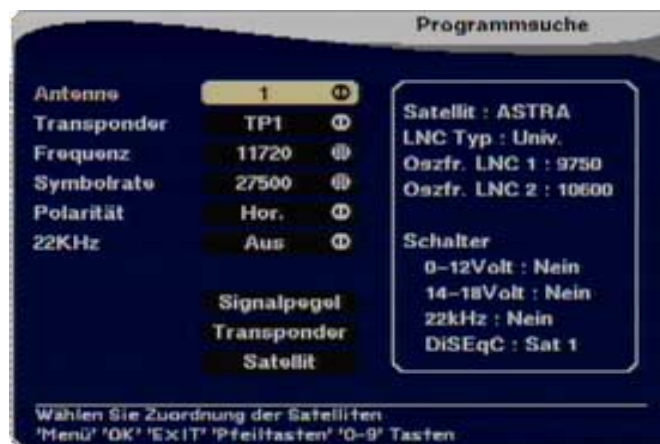 Programmsuche
Antenne 1
Transponder TP1
Frequenz 11720
Symbolrate 27500
Polarität Hor.
22KHz Aus
Signalpegel
Transponder
Satellit
Satellit : ASTRA
LNC Typ : Univ.
Oszfr. LNC 1 : 9750
Oszfr. LNC 2 : 10600
Schalter
0-12Volt : Nein
14-18Volt : Nein
22kHz : Nein
DiSEqC : Sat 1
Wählen Sie Zuordnung der Satelliten
'Menü' 'OK' 'EXIT' 'Pfeiltasten' '0-9' Tasten